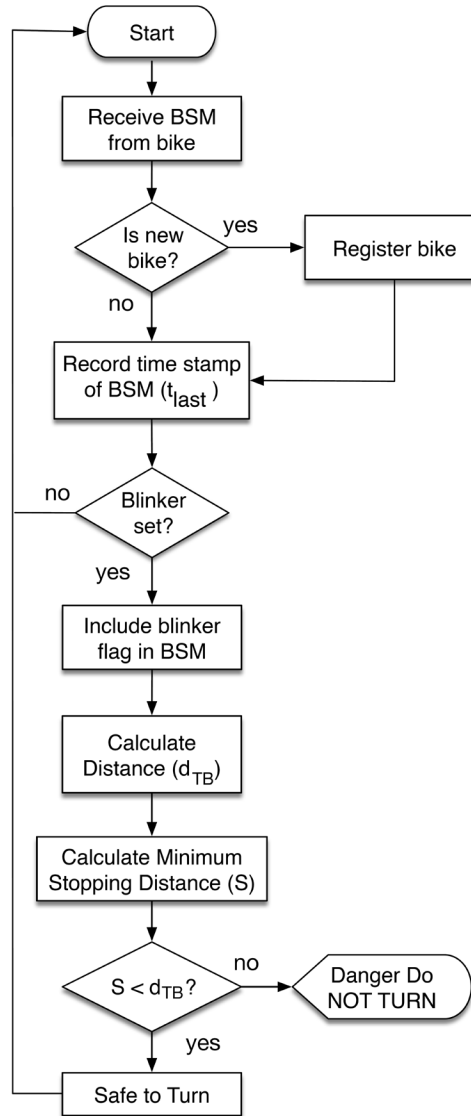 Start
Receive BSM
from bike
Is new
bike?
yes
Register bike
no
Record time stamp
of BSM (t_last )
Blinker
set?
no
yes
Include blinker
flag in BSM
Calculate
Distance (d_TB)
Calculate Minimum
Stopping Distance (S)
S < d_TB?
no
Danger Do
NOT TURN
yes
Safe to Turn